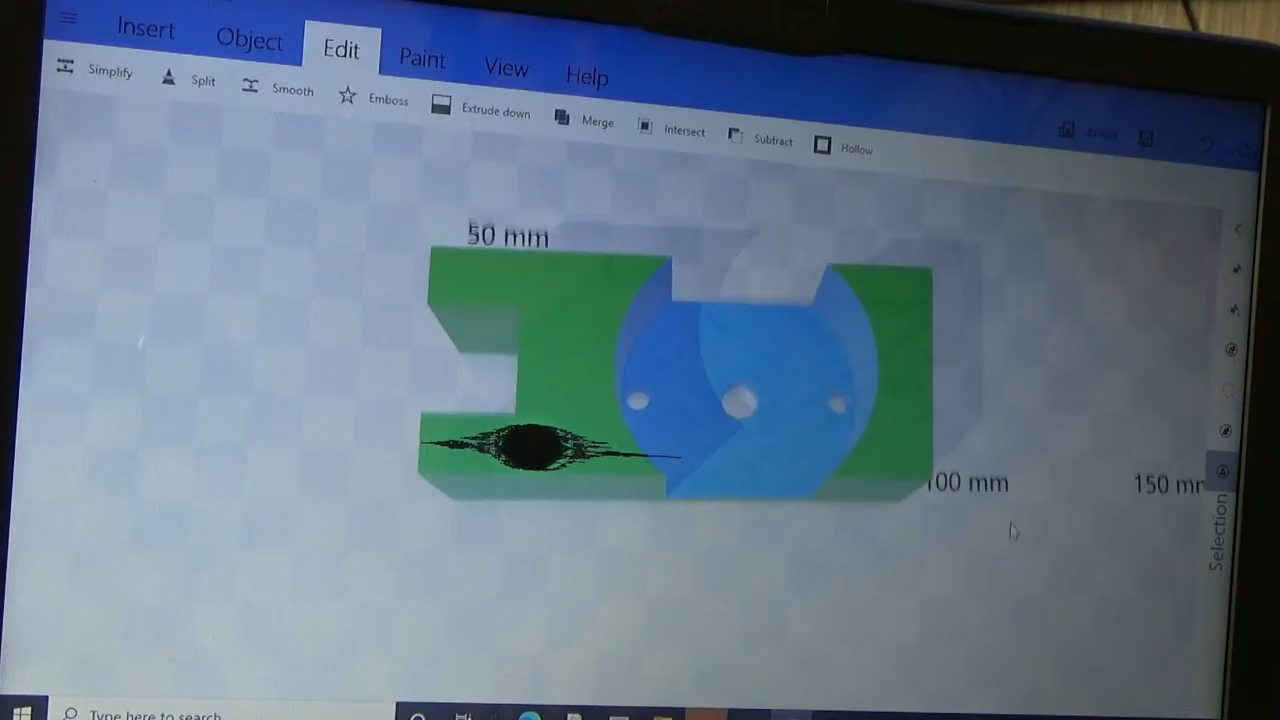 Insert Object Edit Paint View Help
Simplify Split Smooth Emboss Extrude down Merge Intersect Subtract Hollow
50 mm
100 mm
150 mm
Selection
Type here to search